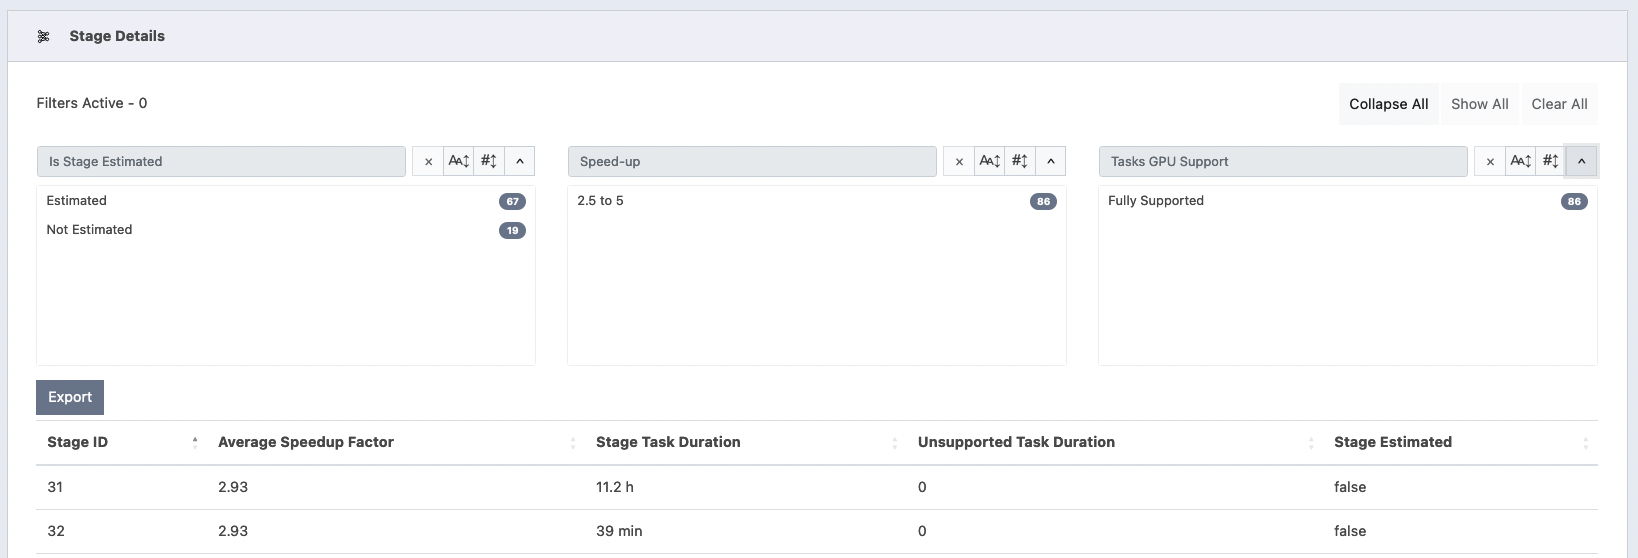 Stage Details
Filters Active - 0
Collapse All Show All Clear All
Is Stage Estimated × AA↕ #↕ ^ Speed-up × AA↕ #↕ ^ Tasks GPU Support × AA↕ #↕ ^
Estimated 67 2.5 to 5 86 Fully Supported 86
Not Estimated 19
Export
Stage ID Average Speedup Factor Stage Task Duration Unsupported Task Duration Stage Estimated
31 2.93 11.2 h 0 false
32 2.93 39 min 0 false